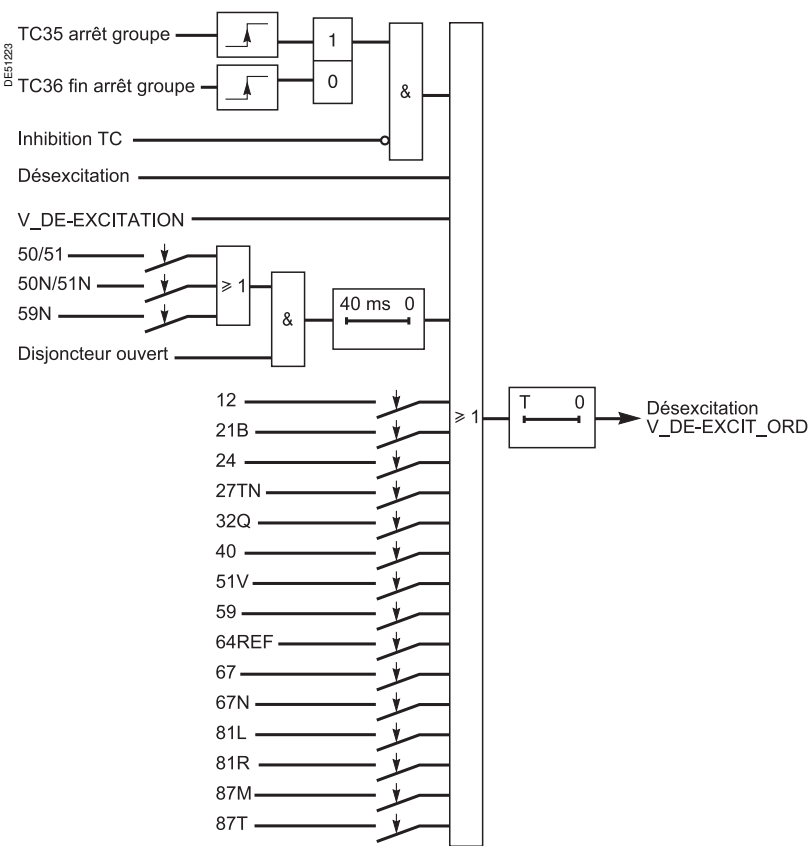 DE51223
TC35 arrêt groupe
1
TC36 fin arrêt groupe
0
&
Inhibition TC
Désexcitation
V_DE-EXCITATION
50/51
50N/51N
⩾ 1
59N
&
40 ms 0
Disjoncteur ouvert
12
21B
24
27TN
32Q
40
51V
59
64REF
67
67N
81L
81R
87M
87T
⩾ 1
T 0
Désexcitation
V_DE-EXCIT_ORD